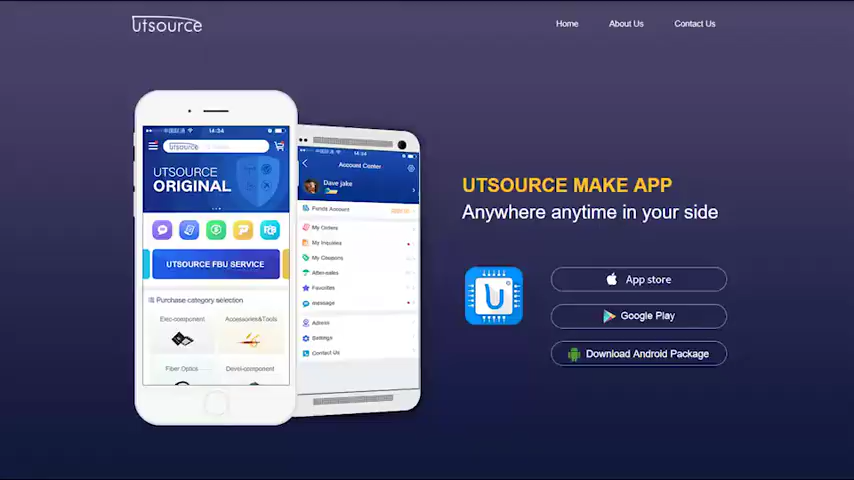 Utsource
Home
About Us
Contact Us
14:34
Utsource
UTSOURCE
ORIGINAL
UTSOURCE FBU SERVICE
Purchase category selection
Elec-component
Accessories&Tools
Fiber Optics
Devel-component
14:34
Account Center
Dave jake
Funds Account
My Orders
My Inquiries
My Coupons
After-sales
Favorites
message
Adress
Settings
Contact Us
UTSOURCE MAKE APP
Anywhere anytime in your side
U
App store
Google Play
Download Android Package